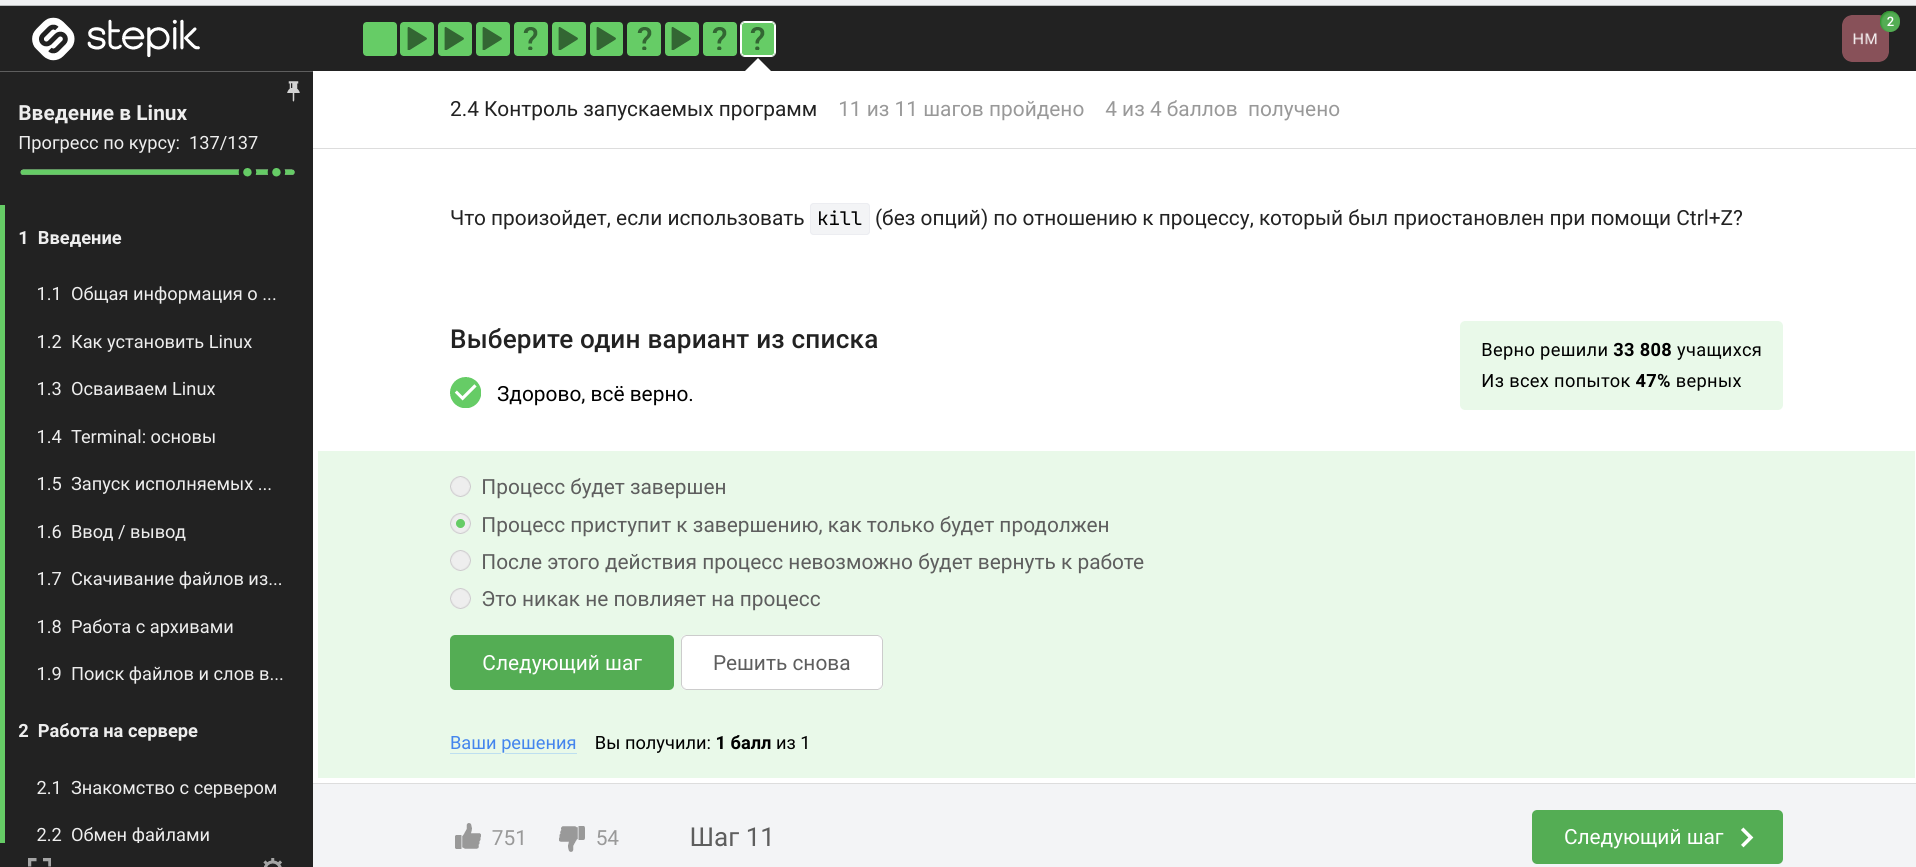 stepik
? ? ? ?
НМ
2
Введение в Linux
Прогресс по курсу: 137/137
1 Введение
1.1 Общая информация о ...
1.2 Как установить Linux
1.3 Осваиваем Linux
1.4 Terminal: основы
1.5 Запуск исполняемых ...
1.6 Ввод / вывод
1.7 Скачивание файлов из...
1.8 Работа с архивами
1.9 Поиск файлов и слов в...
2 Работа на сервере
2.1 Знакомство с сервером
2.2 Обмен файлами
2.4 Контроль запускаемых программ 11 из 11 шагов пройдено 4 из 4 баллов получено
Что произойдет, если использовать kill (без опций) по отношению к процессу, который был приостановлен при помощи Ctrl+Z?
Выберите один вариант из списка
Здорово, всё верно.
Верно решили 33 808 учащихся
Из всех попыток 47% верных
Процесс будет завершен
Процесс приступит к завершению, как только будет продолжен
После этого действия процесс невозможно будет вернуть к работе
Это никак не повлияет на процесс
Следующий шаг Решить снова
Ваши решения Вы получили: 1 балл из 1
751 54 Шаг 11 Следующий шаг